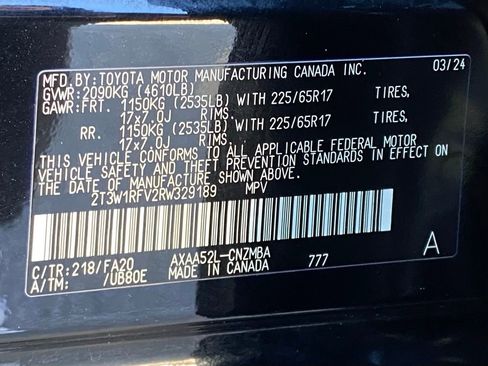 MFD.BY:TOYOTA MOTOR MANUFACTURING CANADA INC. 03/24
GVWR:2090KG (4610LB)
GAWR:FRT. 1150KG (2535LB) WITH 225/65R17 TIRES,
17x7.0J RIMS.
RR. 1150KG (2535LB) WITH 225/65R17 TIRES,
17x7.0J RIMS.
THIS VEHICLE CONFORMS TO ALL APPLICABLE FEDERAL MOTOR
VEHICLE SAFETY AND THEFT PREVENTION STANDARDS IN EFFECT ON
THE DATE OF MANUFACTURE SHOWN ABOVE.
2T3W1RFV2RW329189 MPV
C/TR:218/FA20 AXAA52L-CNZMBA 777 A
A/TM: /UB80E MADE IN CANADA